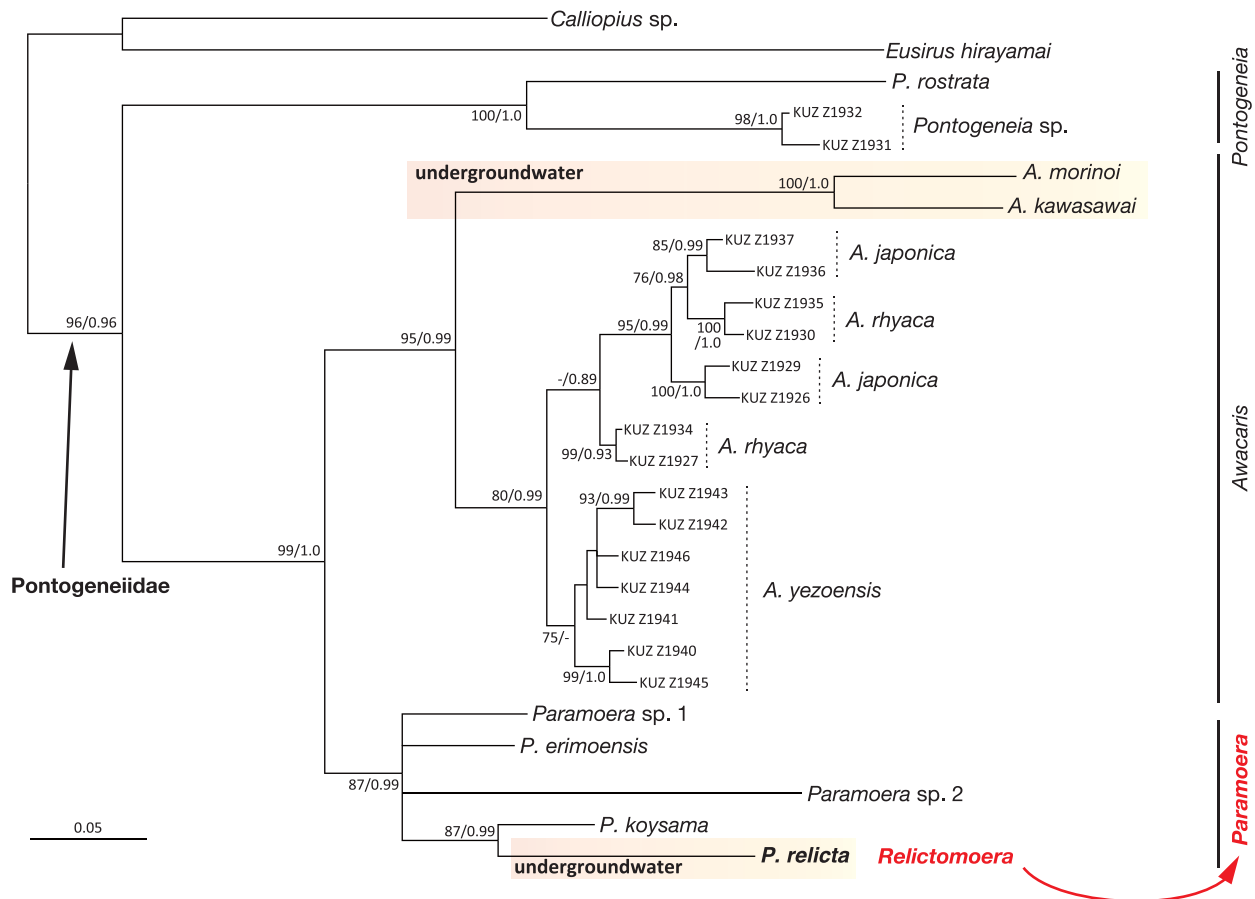 Calliopius sp.
Eusirus hirayamai
P. rostrata
100/1.0
KUZ Z1932
98/1.0
Pontogeneia sp.
KUZ Z1931
Pontogeneia
undergroundwater
A. morinoi
100/1.0
A. kawasawai
KUZ Z1937
85/0.99
A. japonica
KUZ Z1936
76/0.98
KUZ Z1935
A. rhyaca
100
/1.0
KUZ Z1930
95/0.99
96/0.96
95/0.99
KUZ Z1929
A. japonica
-/0.89
100/1.0
KUZ Z1926
KUZ Z1934
A. rhyaca
99/0.93
KUZ Z1927
Awacaris
80/0.99
93/0.99
KUZ Z1943
KUZ Z1942
99/1.0
KUZ Z1946
Pontogeneiidae
KUZ Z1944
A. yezoensis
KUZ Z1941
75/-
KUZ Z1940
99/1.0
KUZ Z1945
Paramoera sp. 1
P. erimoensis
87/0.99
Paramoera sp. 2
Paramoera
0.05
87/0.99
P. koysama
P. relicta
Relictomoera
undergroundwater